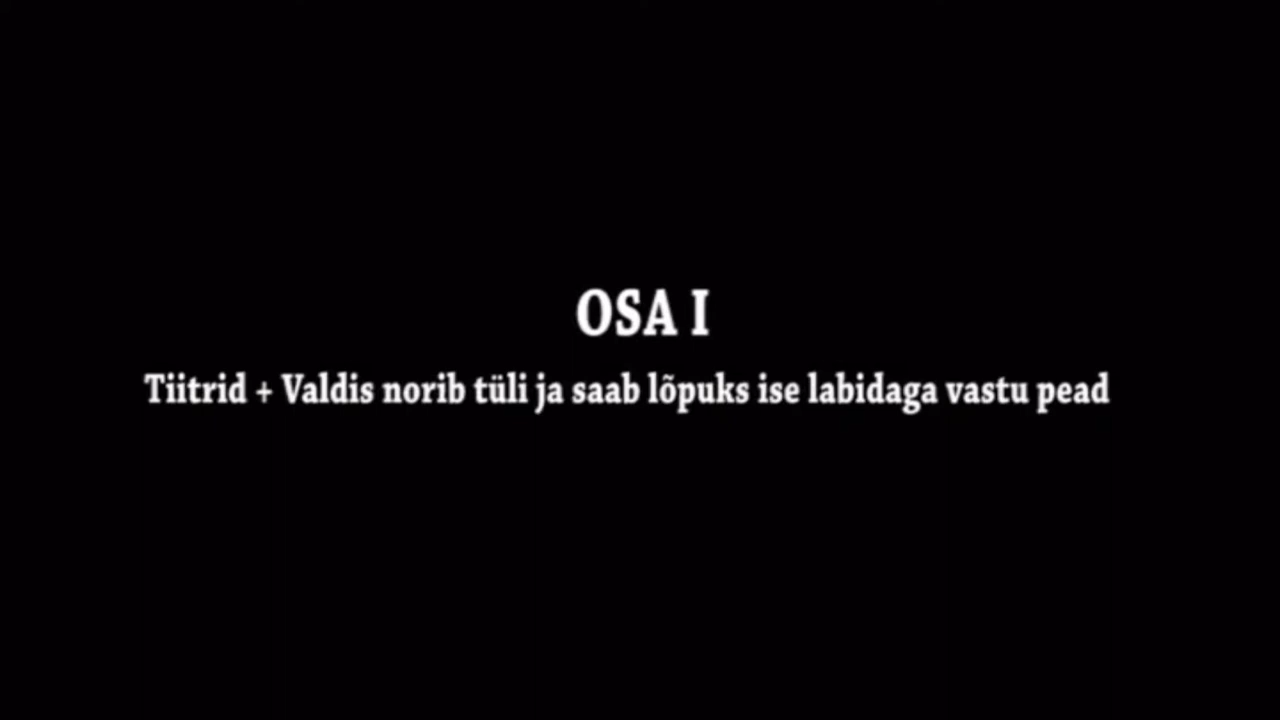 OSA I
Tiitrid + Valdis norib tüli ja saab lõpuks ise labidaga vastu pead